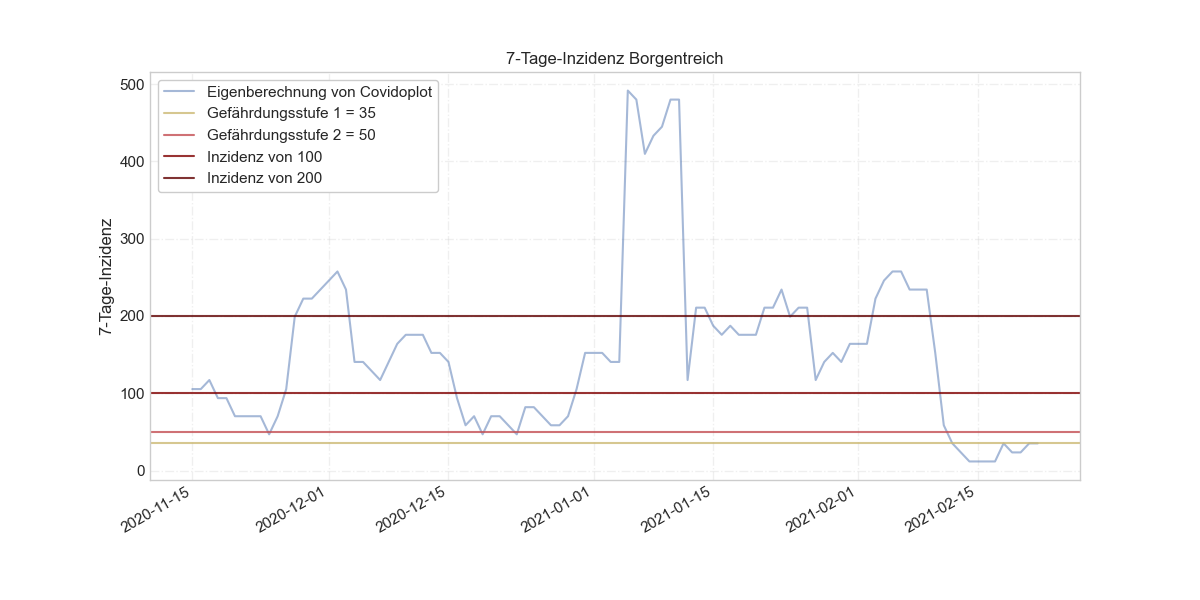 7-Tage-Inzidenz Borgentreich
Eigenberechnung von Covidoplot
Gefährdungsstufe 1 = 35
Gefährdungsstufe 2 = 50
Inzidenz von 100
Inzidenz von 200
7-Tage-Inzidenz
500
400
300
200
100
0
2020-11-15
2020-12-01
2020-12-15
2021-01-01
2021-01-15
2021-02-01
2021-02-15